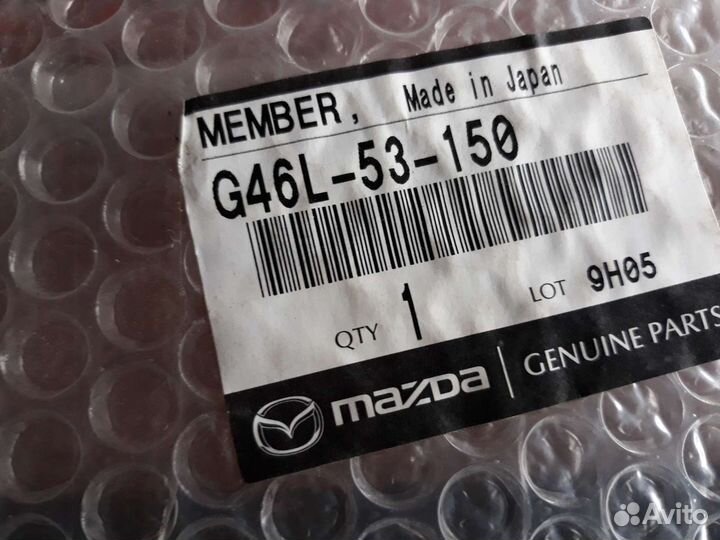 MEMBER, Made in Japan
G46L-53-150
QTY 1 LOT 9H05
mazda GENUINE PARTS
Avito